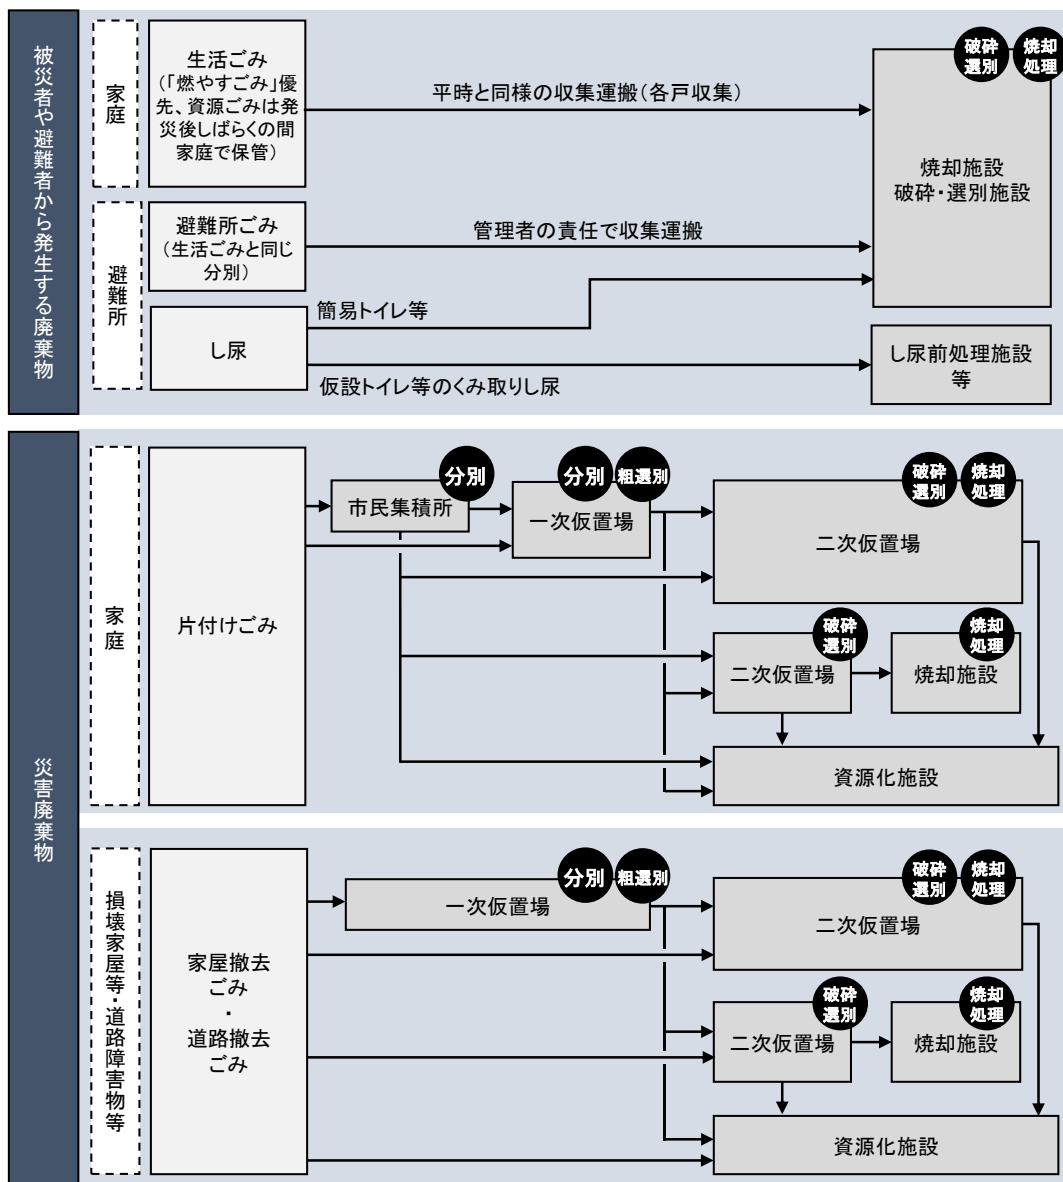 被災者や避難者から発生する廃棄物
家庭
生活ごみ
（「燃やすごみ」優
先、資源ごみは発
災後しばらくの間
家庭で保管）
平時と同様の収集運搬（各戸収集）
破砕
選別
焼却
処理
焼却施設
破砕・選別施設
避難所
避難所ごみ
（生活ごみと同じ
分別）
管理者の責任で収集運搬
し尿
簡易トイレ等
仮設トイレ等のくみ取りし尿
し尿前処理施設
等
災害廃棄物
家庭
片付けごみ
市民集積所
分別
一次仮置場
分別
粗選別
二次仮置場
破砕
選別
焼却
処理
二次仮置場
破砕
選別
焼却施設
焼却
処理
資源化施設
損壊家屋等・道路障害物等
家屋撤去
ごみ
・
道路撤去
ごみ
一次仮置場
分別
粗選別
二次仮置場
破砕
選別
焼却
処理
二次仮置場
破砕
選別
焼却施設
焼却
処理
資源化施設